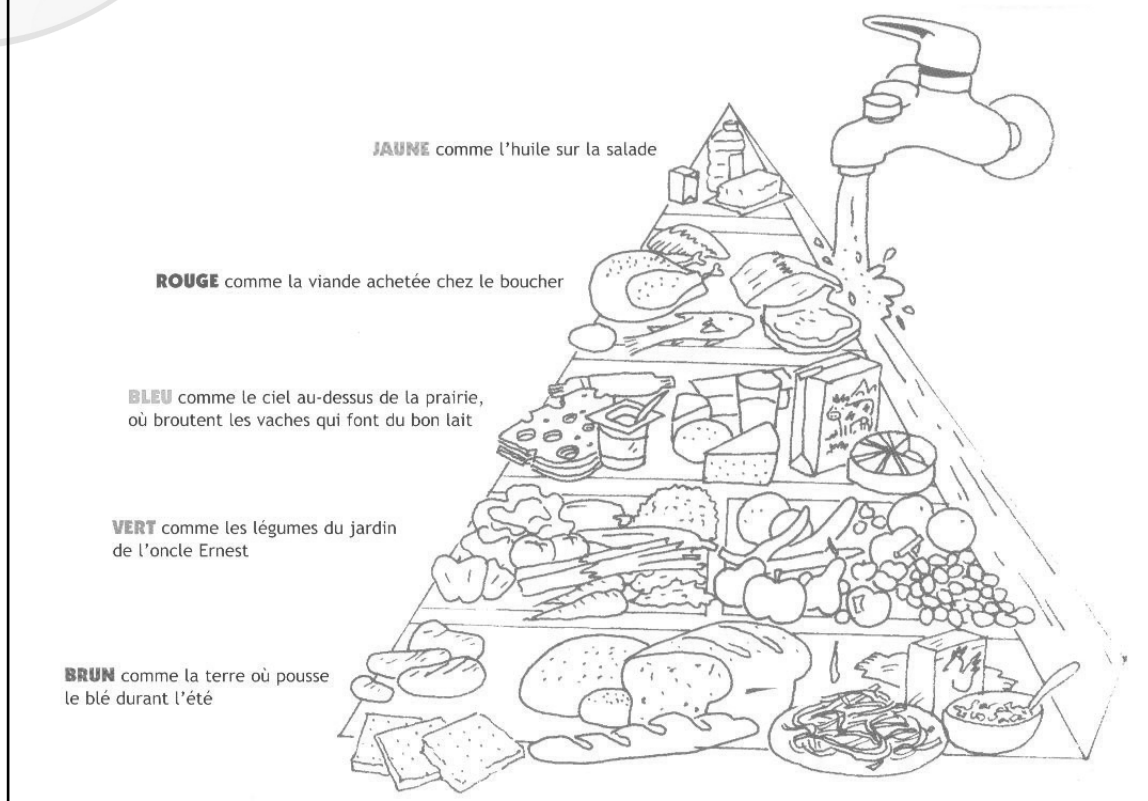 JAUNE comme l'huile sur la salade
ROUGE comme la viande achetée chez le boucher
BLEU comme le ciel au-dessus de la prairie,
où broutent les vaches qui font du bon lait
VERT comme les légumes du jardin
de l'oncle Ernest
BRUN comme la terre où pousse
le blé durant l'été